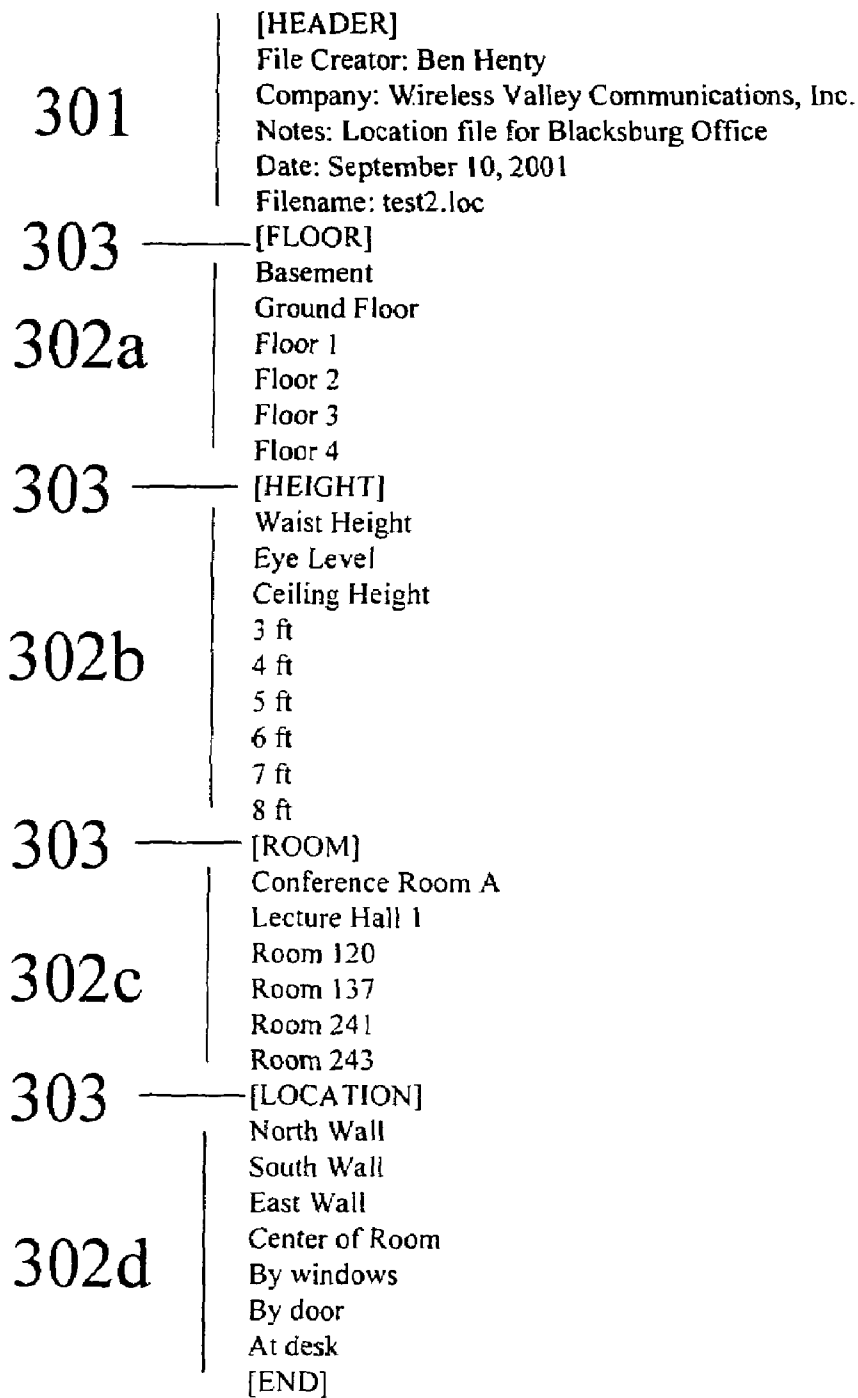 [HEADER]
File Creator: Ben Henty
301
Company: Wireless Valley Communications, Inc.
Notes: Location file for Blacksburg Office
Date: September 10, 2001
Filename: test2.loc
303
[FLOOR]
Basement
Ground Floor
302a
Floor 1
Floor 2
Floor 3
Floor 4
303
[HEIGHT]
Waist Height
Eye Level
Ceiling Height
3 ft
302b
4 ft
5 ft
6 ft
7 ft
8 ft
303
[ROOM]
Conference Room A
Lecture Hall 1
Room 120
302c
Room 137
Room 241
Room 243
303
[LOCATION]
North Wall
South Wall
East Wall
Center of Room
302d
By windows
By door
At desk
[END]